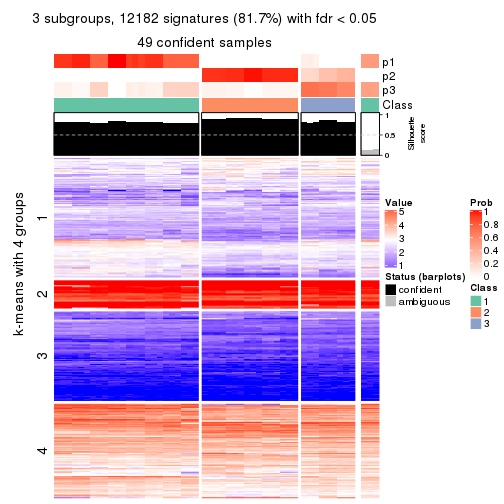 3 subgroups, 12182 signatures (81.7%) with fdr < 0.05
49 confident samples
p1
p2
p3
Class
1
0.5
0
Silhouette
score
k-means with 4 groups
1
2
3
4
Value
5
4
3
2
1
Status (barplots)
confident
ambiguous
Prob
1
0.8
0.6
0.4
0.2
0
Class
1
2
3